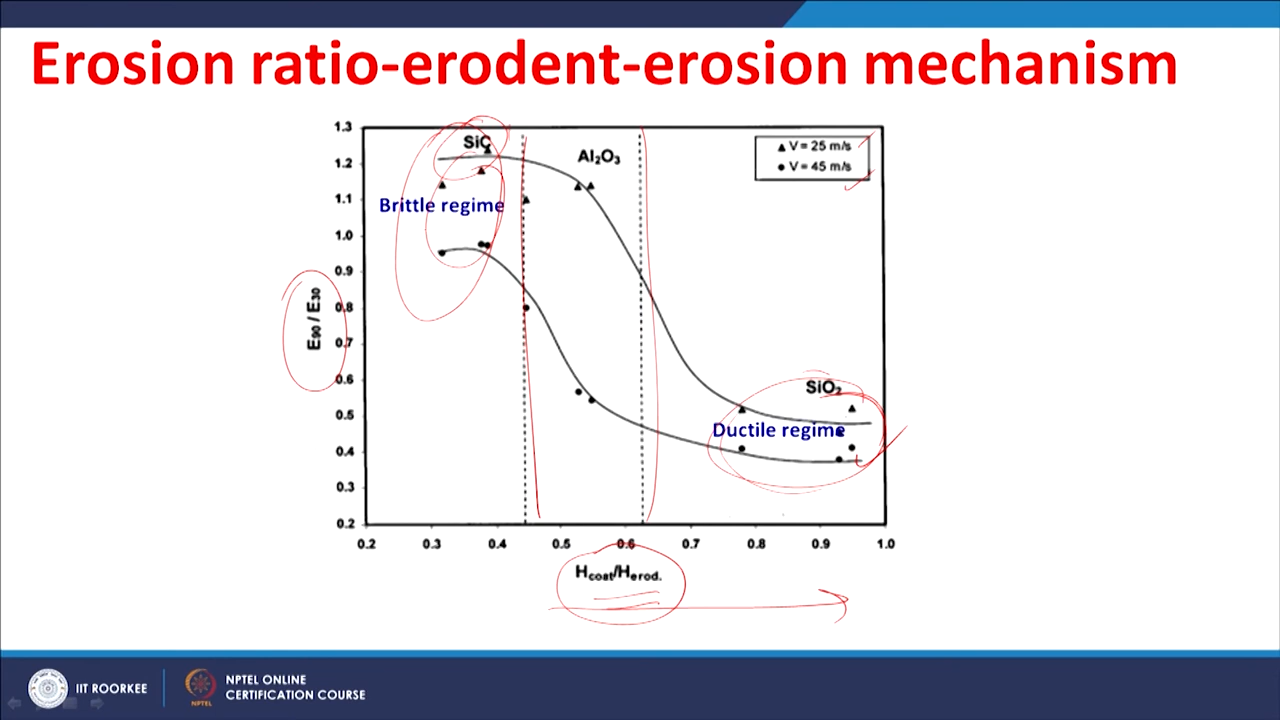 Erosion ratio-erodent-erosion mechanism
1.3
1.2
1.1
1.0
0.9
0.8
0.7
0.6
0.5
0.4
0.3
0.2
E90 / E30
SiC
Al₂O₃
V = 25 m/s
V = 45 m/s
Brittle regime
SiO₂
Ductile regime
0.2 0.3 0.4 0.5 0.6 0.7 0.8 0.9 1.0
Hcoat/Herod.
IIT ROORKEE
NPTEL
NPTEL ONLINE
CERTIFICATION COURSE